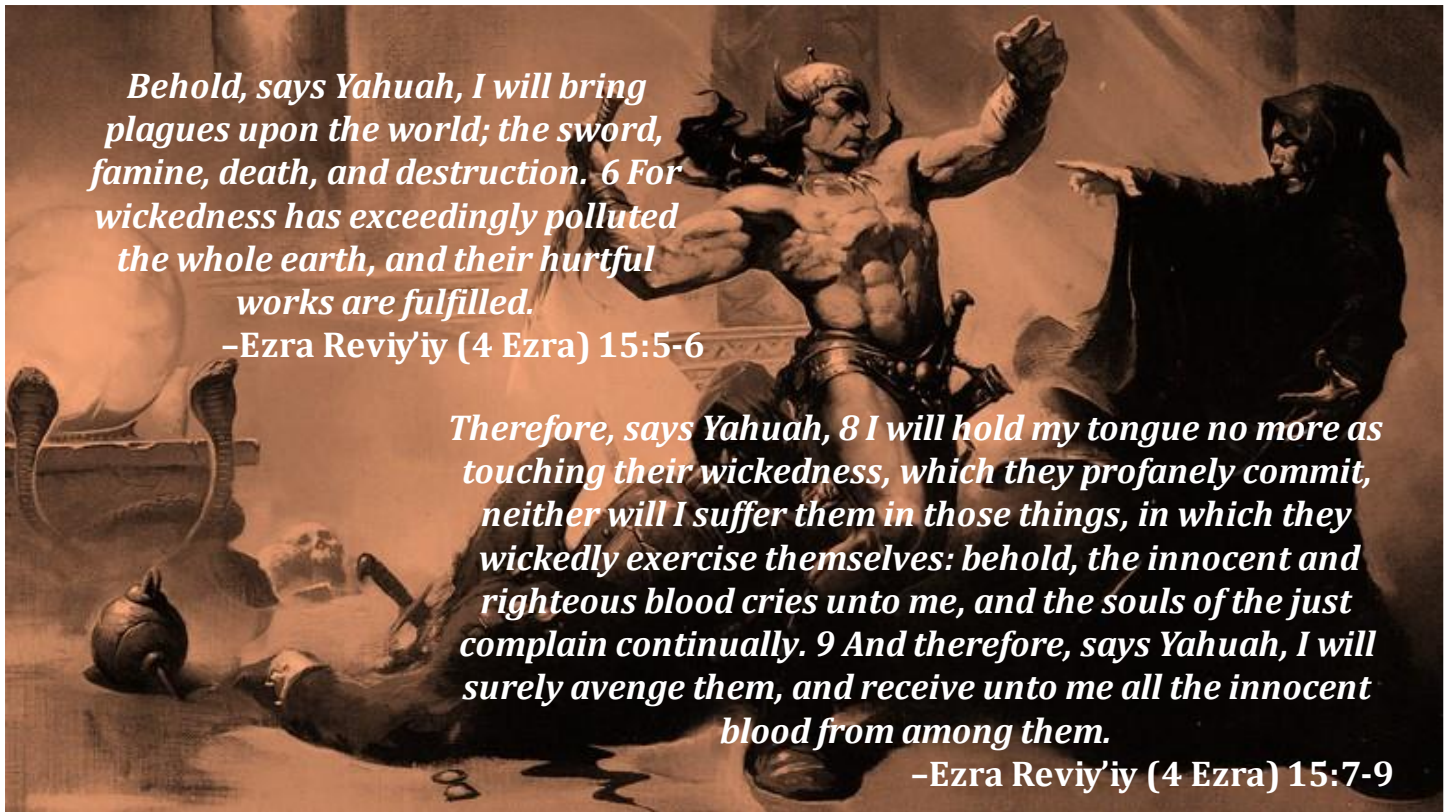 Behold, says Yahuah, I will bring
plagues upon the world; the sword,
famine, death, and destruction. 6 For
wickedness has exceedingly polluted
the whole earth, and their hurtful
works are fulfilled.
–Ezra Reviy’iy (4 Ezra) 15:5-6
Therefore, says Yahuah, 8 I will hold my tongue no more as
touching their wickedness, which they profanely commit,
neither will I suffer them in those things, in which they
wickedly exercise themselves: behold, the innocent and
righteous blood cries unto me, and the souls of the just
complain continually. 9 And therefore, says Yahuah, I will
surely avenge them, and receive unto me all the innocent
blood from among them.
–Ezra Reviy’iy (4 Ezra) 15:7-9